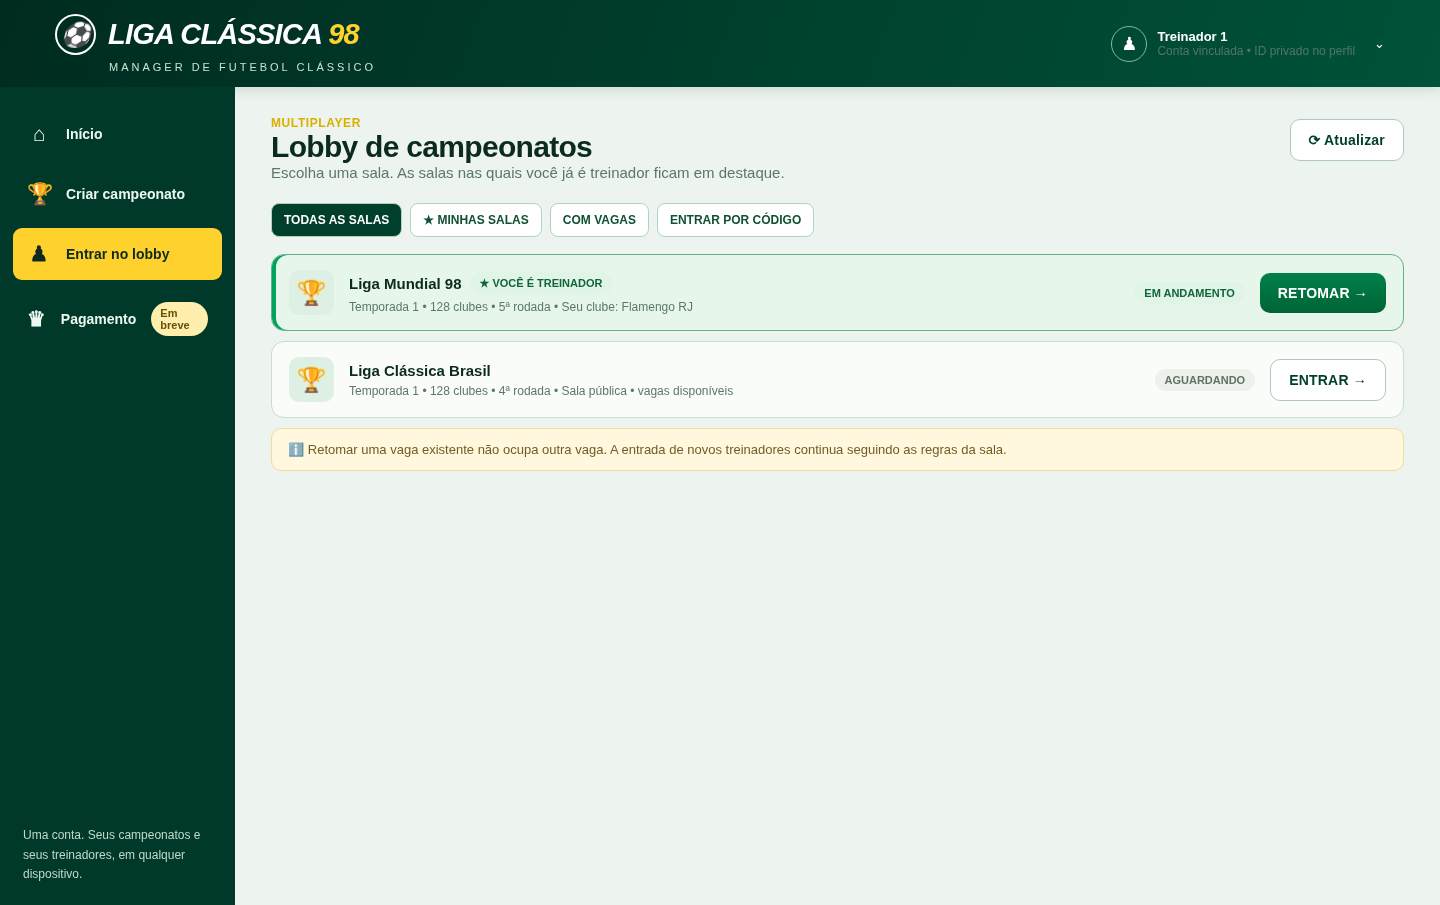 LIGA CLÁSSICA 98
MANAGER DE FUTEBOL CLÁSSICO
Treinador 1
Conta vinculada • ID privado no perfil
Início
Criar campeonato
Entrar no lobby
Pagamento
Em
breve
Uma conta. Seus campeonatos e
seus treinadores, em qualquer
dispositivo.
MULTIPLAYER
Lobby de campeonatos
Escolha uma sala. As salas nas quais você já é treinador ficam em destaque.
⟳ Atualizar
TODAS AS SALAS
★ MINHAS SALAS
COM VAGAS
ENTRAR POR CÓDIGO
Liga Mundial 98
★ VOCÊ É TREINADOR
Temporada 1 • 128 clubes • 5ª rodada • Seu clube: Flamengo RJ
EM ANDAMENTO
RETOMAR →
Liga Clássica Brasil
Temporada 1 • 128 clubes • 4ª rodada • Sala pública • vagas disponíveis
AGUARDANDO
ENTRAR →
ℹ️ Retomar uma vaga existente não ocupa outra vaga. A entrada de novos treinadores continua seguindo as regras da sala.